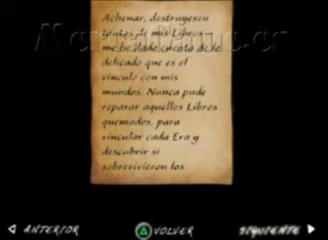 Achenar, destruyesen
tantos de mis Libros
me he dado cuenta de lo
delicado que es el
vínculo con mis
mundos. Nunca pude
reparar aquellos Libros
quemados, para
vincular cada Era y
descubrir si
sobrevivieron los
ANTERIOR
VOLVER
SIGUIENTE